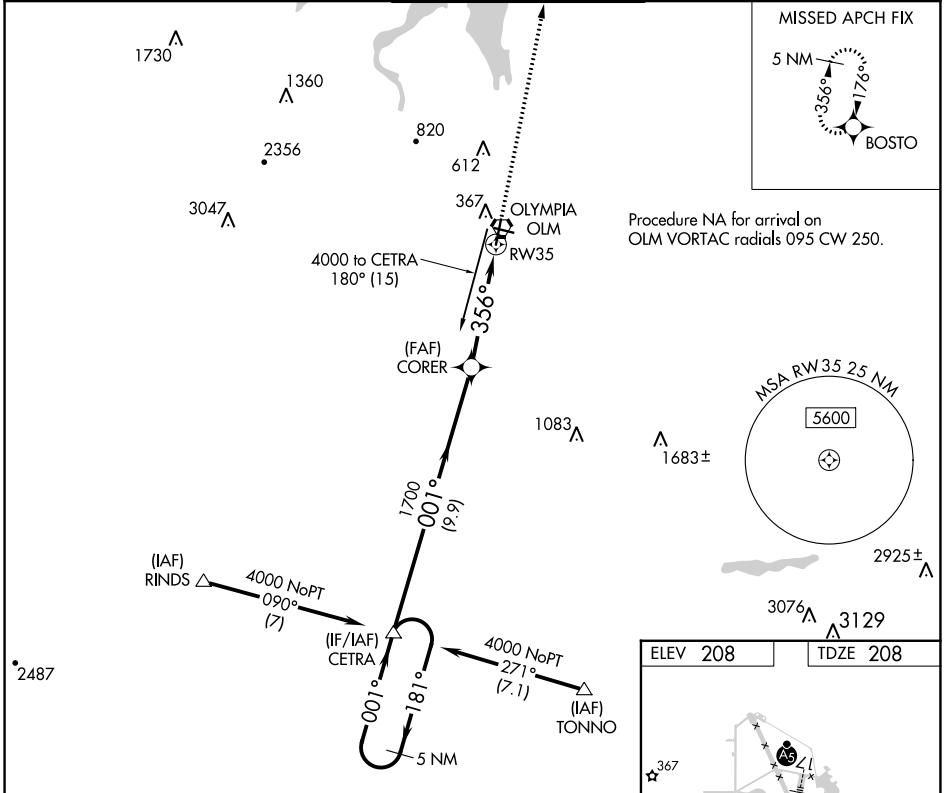 MISSED APCH FIX
5 NM
356°
176°
BOSTO
1730
1360
820
2356
612
3047
367
OLYMPIA
OLM
RW35
Procedure NA for arrival on
OLM VORTAC radials 095 CW 250.
4000 to CETRA
180° (15)
356°
(FAF)
CORER
MSA RW35 25 NM
5600
1083
1683±
1700
001°
(9.9)
2925±
(IAF)
RINDS
4000 NoPT
090°
(7)
3076
3129
(IF/IAF)
CETRA
4000 NoPT
271°
(7.1)
(IAF)
TONNO
2487
001°
181°
5 NM
ELEV 208
TDZE 208
367
A5
17